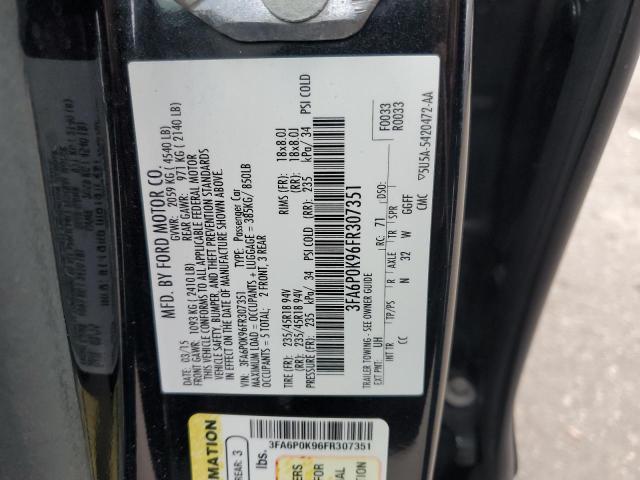 MFD. BY FORD MOTOR CO.
DATE: 03/15 GVWR: 2059 KG ( 4540 LB)
FRONT GAWR: 1093 KG ( 2410 LB) REAR GAWR: 971 KG ( 2140 LB)
THIS VEHICLE CONFORMS TO ALL APPLICABLE FEDERAL MOTOR
VEHICLE SAFETY, BUMPER, AND THEFT PREVENTION STANDARDS
IN EFFECT ON THE DATE OF MANUFACTURE SHOWN ABOVE.
VIN: 3FA6P0K96FR307351 TYPE: Passenger Car
MAXIMUM LOAD = OCCUPANTS + LUGGAGE = 385KG/ 850LB
OCCUPANTS = 5 TOTAL: 2 FRONT, 3 REAR
TIRE (FR): 235/45R18 94V RIMS (FR): 18x8.0J
(RR): 235/45R18 94V (RR): 18x8.0J
PRESSURE (FR): 235 kPa/ 34 PSI COLD (RR): 235 kPa/ 34 PSI COLD
3FA6P0K96FR307351
F0033
R0033
TRAILER TOWING - SEE OWNER GUIDE
EXT PNT: UH RC: 71 DSO:
INT TR TP/PS R AXLE TR SPR
CC N 32 W GGFF
CMC
5U5A-5420472-AA
MATION
REAR: 3
3FA6P0K96FR307351
lbs.